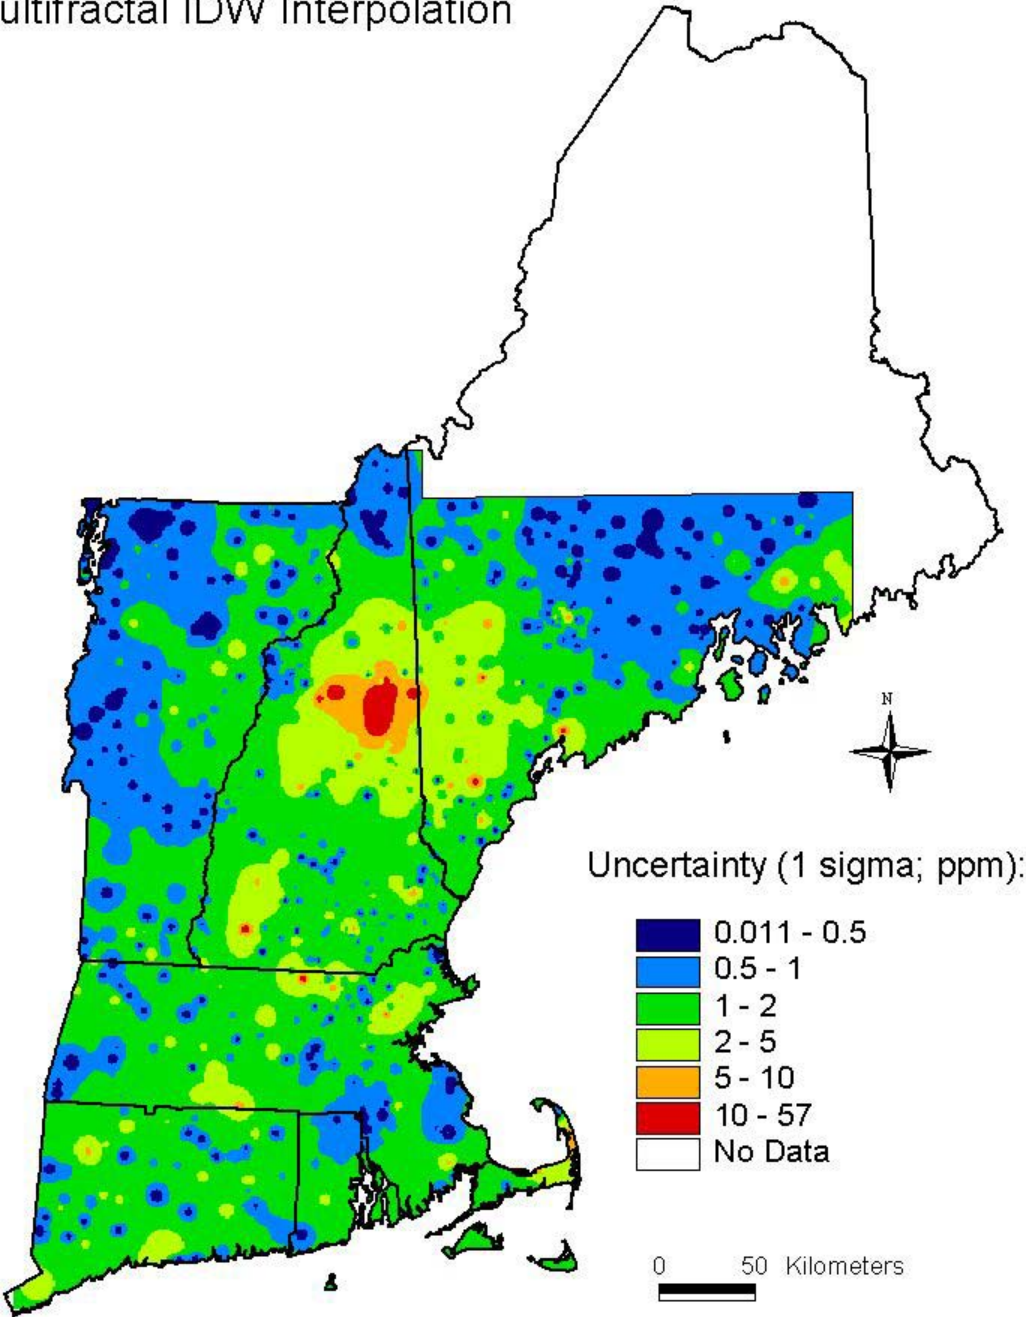 ultifractal IDW Interpolation
N
Uncertainty (1 sigma; ppm):
0.011 - 0.5
0.5 - 1
1 - 2
2 - 5
5 - 10
10 - 57
No Data
0 50 Kilometers